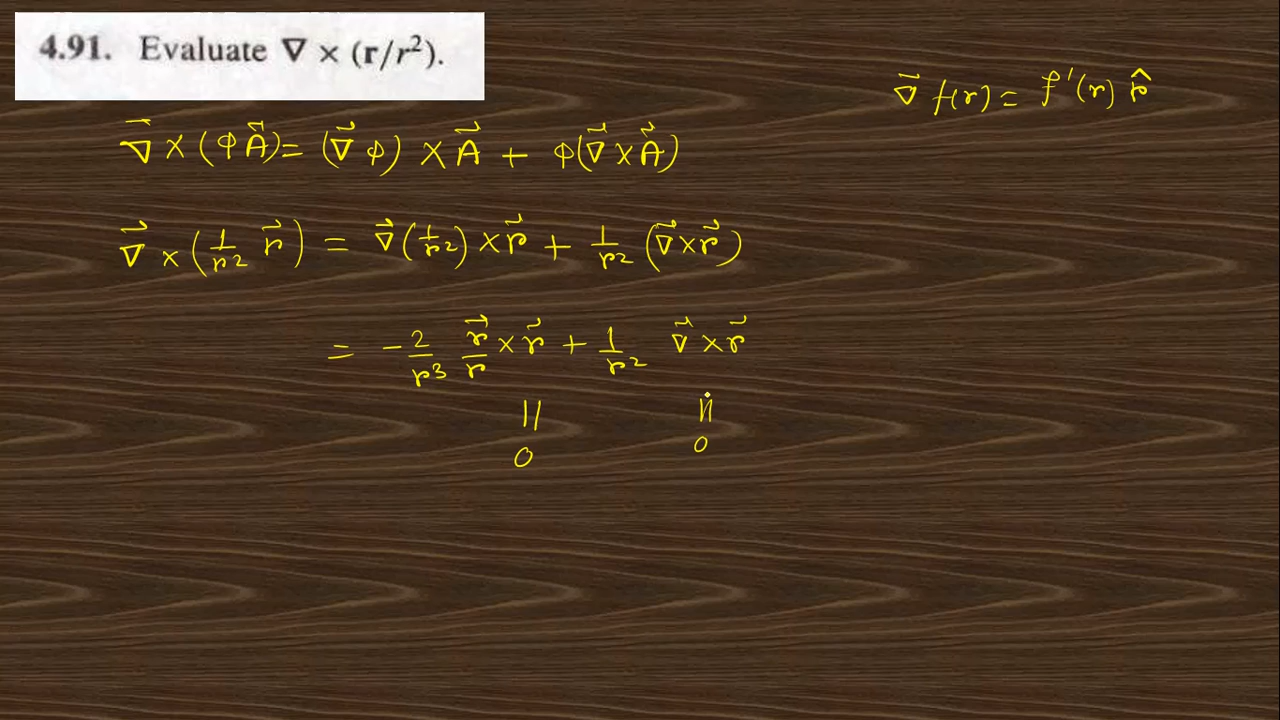 4.91. Evaluate ∇ × (r/r²).
∇⃗ f(r) = f'(r) r̂
∇⃗ × (φA⃗) = (∇⃗ φ) × A⃗ + φ(∇⃗ × A⃗)
∇⃗ × (1/r² r⃗) = ∇⃗(1/r²) × r⃗ + 1/r² (∇⃗ × r⃗)
= -2/r³ r⃗/r × r⃗ + 1/r² ∇⃗ × r⃗
|| ||
0 0